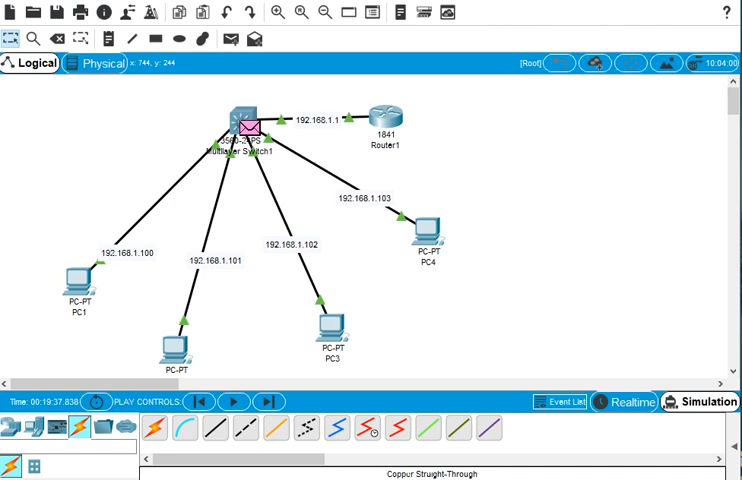 ?
Logical
Physical
x: 744, y: 244
[Root]
10:04:00
192.168.1.1
3560-24PS
Multilayer Switch1
1841
Router1
192.168.1.103
192.168.1.102
192.168.1.100
192.168.1.101
PC-PT
PC4
PC-PT
PC1
PC-PT
PC3
PC-PT
Time: 00:19:37.838
PLAY CONTROLS:
Event List
Realtime
Simulation
Copper Straight-Through